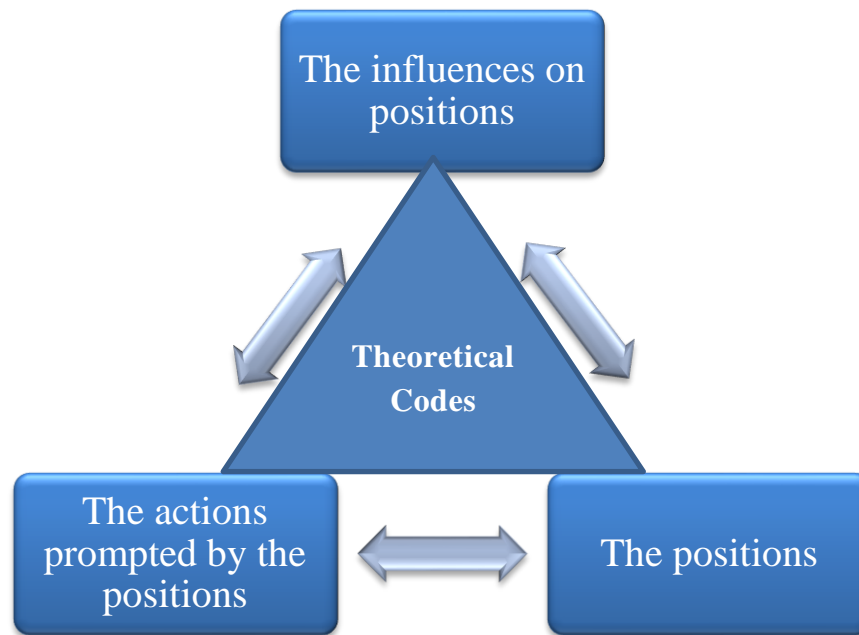 The influences on
positions
Theoretical
Codes
The actions
prompted by the
positions
The positions